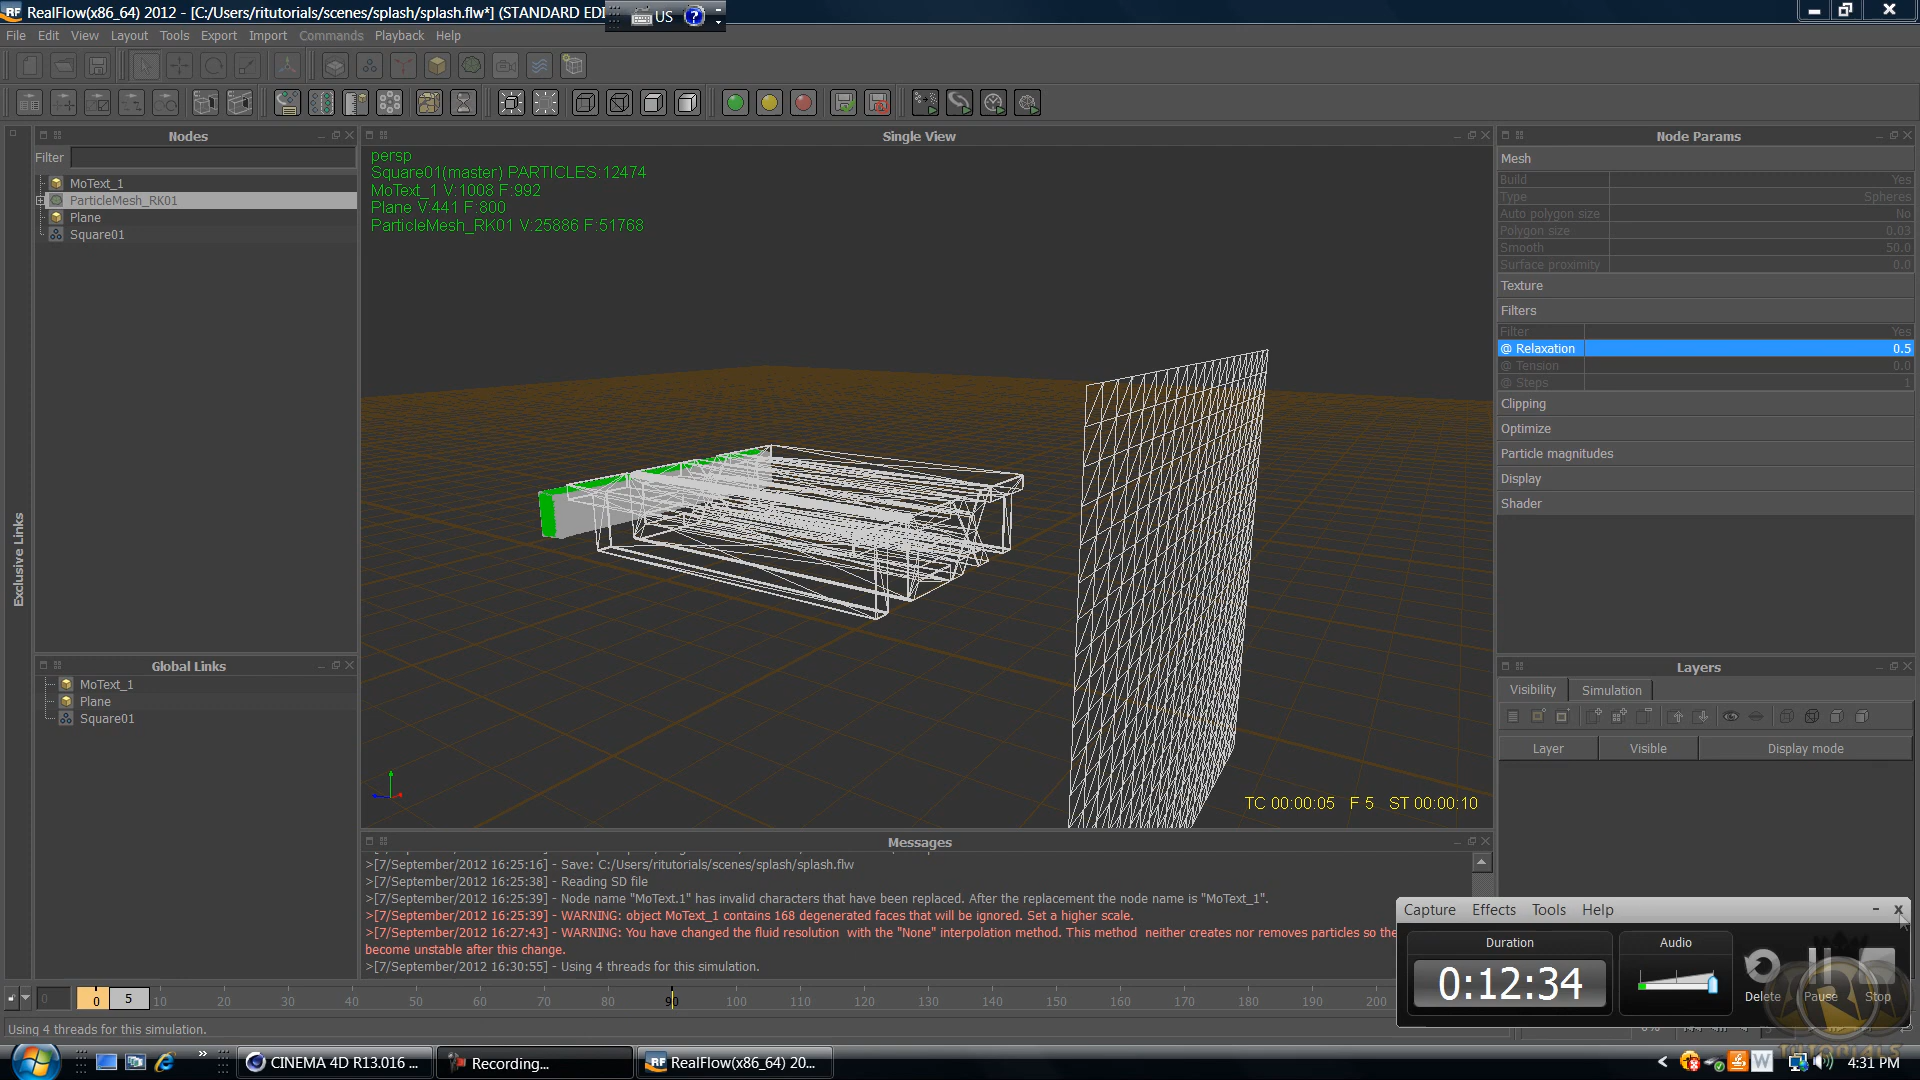 RealFlow(x86_64) 2012 - [C:/Users/ritutorials/scenes/splash/splash.flw*] (STANDARD EDI
US
File Edit View Layout Tools Export Import Commands Playback Help
Nodes
Filter
MoText_1
ParticleMesh_RK01
Plane
Square01
Exclusive Links
Global Links
MoText_1
Plane
Square01
Single View
persp
Square01(master) PARTICLES:12474
MoText_1 V:1008 F:992
Plane V:441 F:800
ParticleMesh_RK01 V:25886 F:51768
TC 00:00:05 F 5 ST 00:00:10
Messages
>[7/September/2012 16:25:16] - Save: C:/Users/ritutorials/scenes/splash/splash.flw
>[7/September/2012 16:25:38] - Reading SD file
>[7/September/2012 16:25:39] - Node name "MoText.1" has invalid characters that have been replaced. After the replacement the node name is "MoText_1".
>[7/September/2012 16:25:39] - WARNING: object MoText_1 contains 168 degenerated faces that will be ignored. Set a higher scale.
>[7/September/2012 16:27:43] - WARNING: You have changed the fluid resolution with the "None" interpolation method. This method neither creates nor removes particles so the
become unstable after this change.
>[7/September/2012 16:30:55] - Using 4 threads for this simulation.
Node Params
Mesh
Build Yes
Type Spheres
Auto polygon size No
Polygon size 0.03
Smooth 50.0
Surface proximity 0.0
Texture
Filters
Filter Yes
@ Relaxation 0.5
@ Tension 0.0
@ Steps 1
Clipping
Optimize
Particle magnitudes
Display
Shader
Layers
Visibility Simulation
Layer Visible Display mode
Capture Effects Tools Help
Duration Audio
0:12:34
Delete Pause Stop
TUTORIALS
0 0 5 10 20 30 40 50 60 70 80 90 100 110 120 130 140 150 160 170 180 190 200
Using 4 threads for this simulation.
CINEMA 4D R13.016 ...
Recording...
RealFlow(x86_64) 20...
4:31 PM